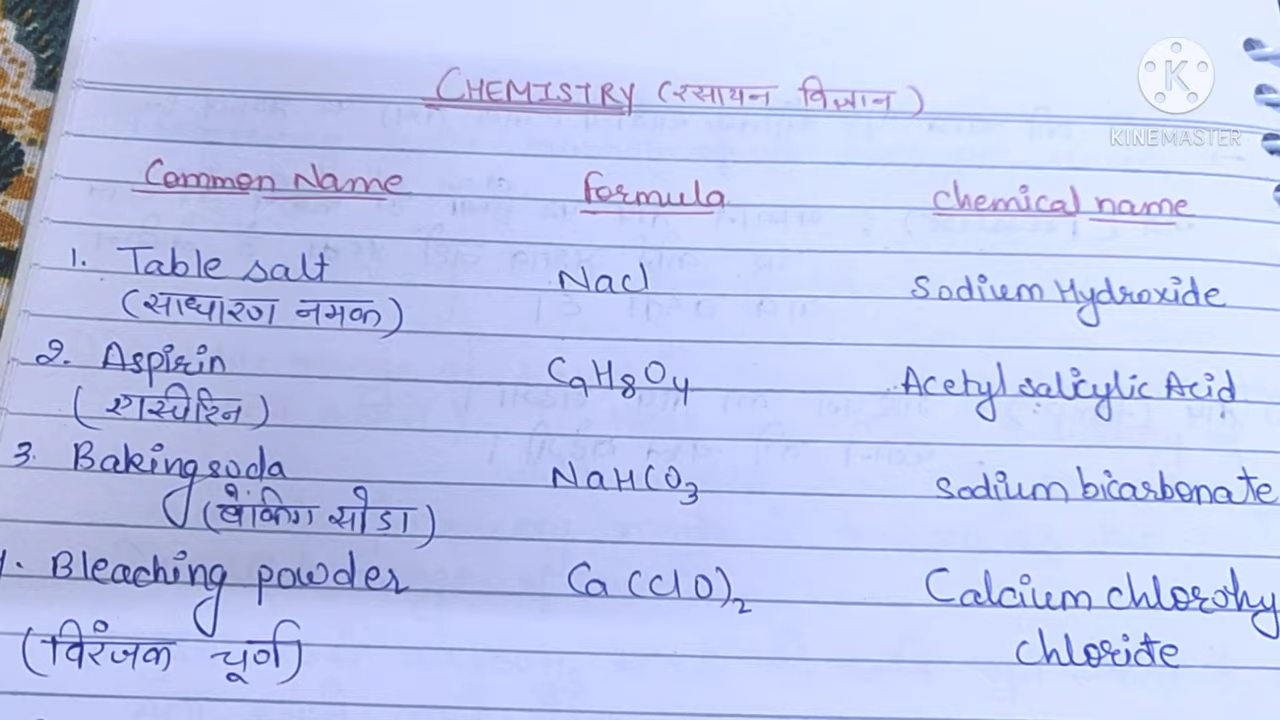 CHEMISTRY (रसायन विज्ञान)
KINEMASTER
Common Name Formula Chemical name
1. Table salt NaCl Sodium Hydroxide
(साधारण नमक)
2. Aspirin C9H8O4 Acetyl salicylic Acid
(एास्पीरिन)
3. Baking soda NaHCO3 Sodium bicarbonate
(बेंकिंग सोडा)
Bleaching powder Ca(ClO)2 Calcium chlorohy
(विरंजक चूर्ण) chloride